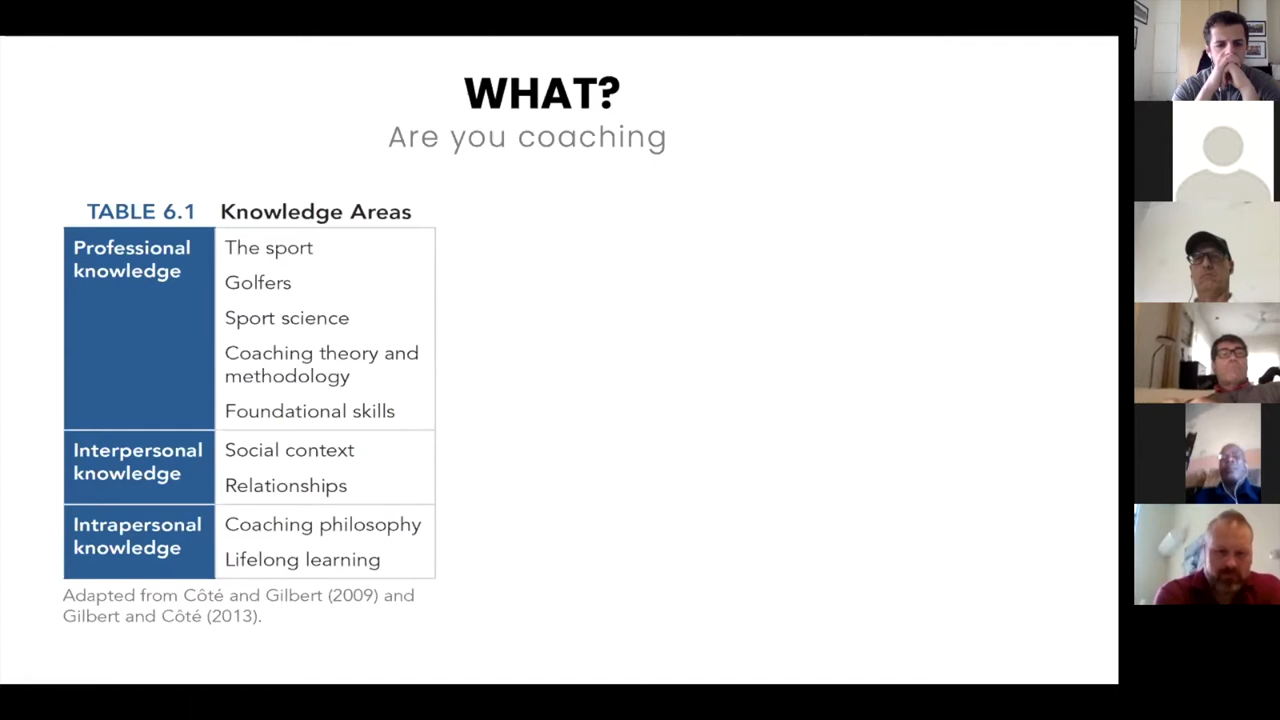 WHAT?
Are you coaching
TABLE 6.1 Knowledge Areas
Professional knowledge
The sport
Golfers
Sport science
Coaching theory and
methodology
Foundational skills
Interpersonal knowledge
Social context
Relationships
Intrapersonal knowledge
Coaching philosophy
Lifelong learning
Adapted from Côté and Gilbert (2009) and
Gilbert and Côté (2013).